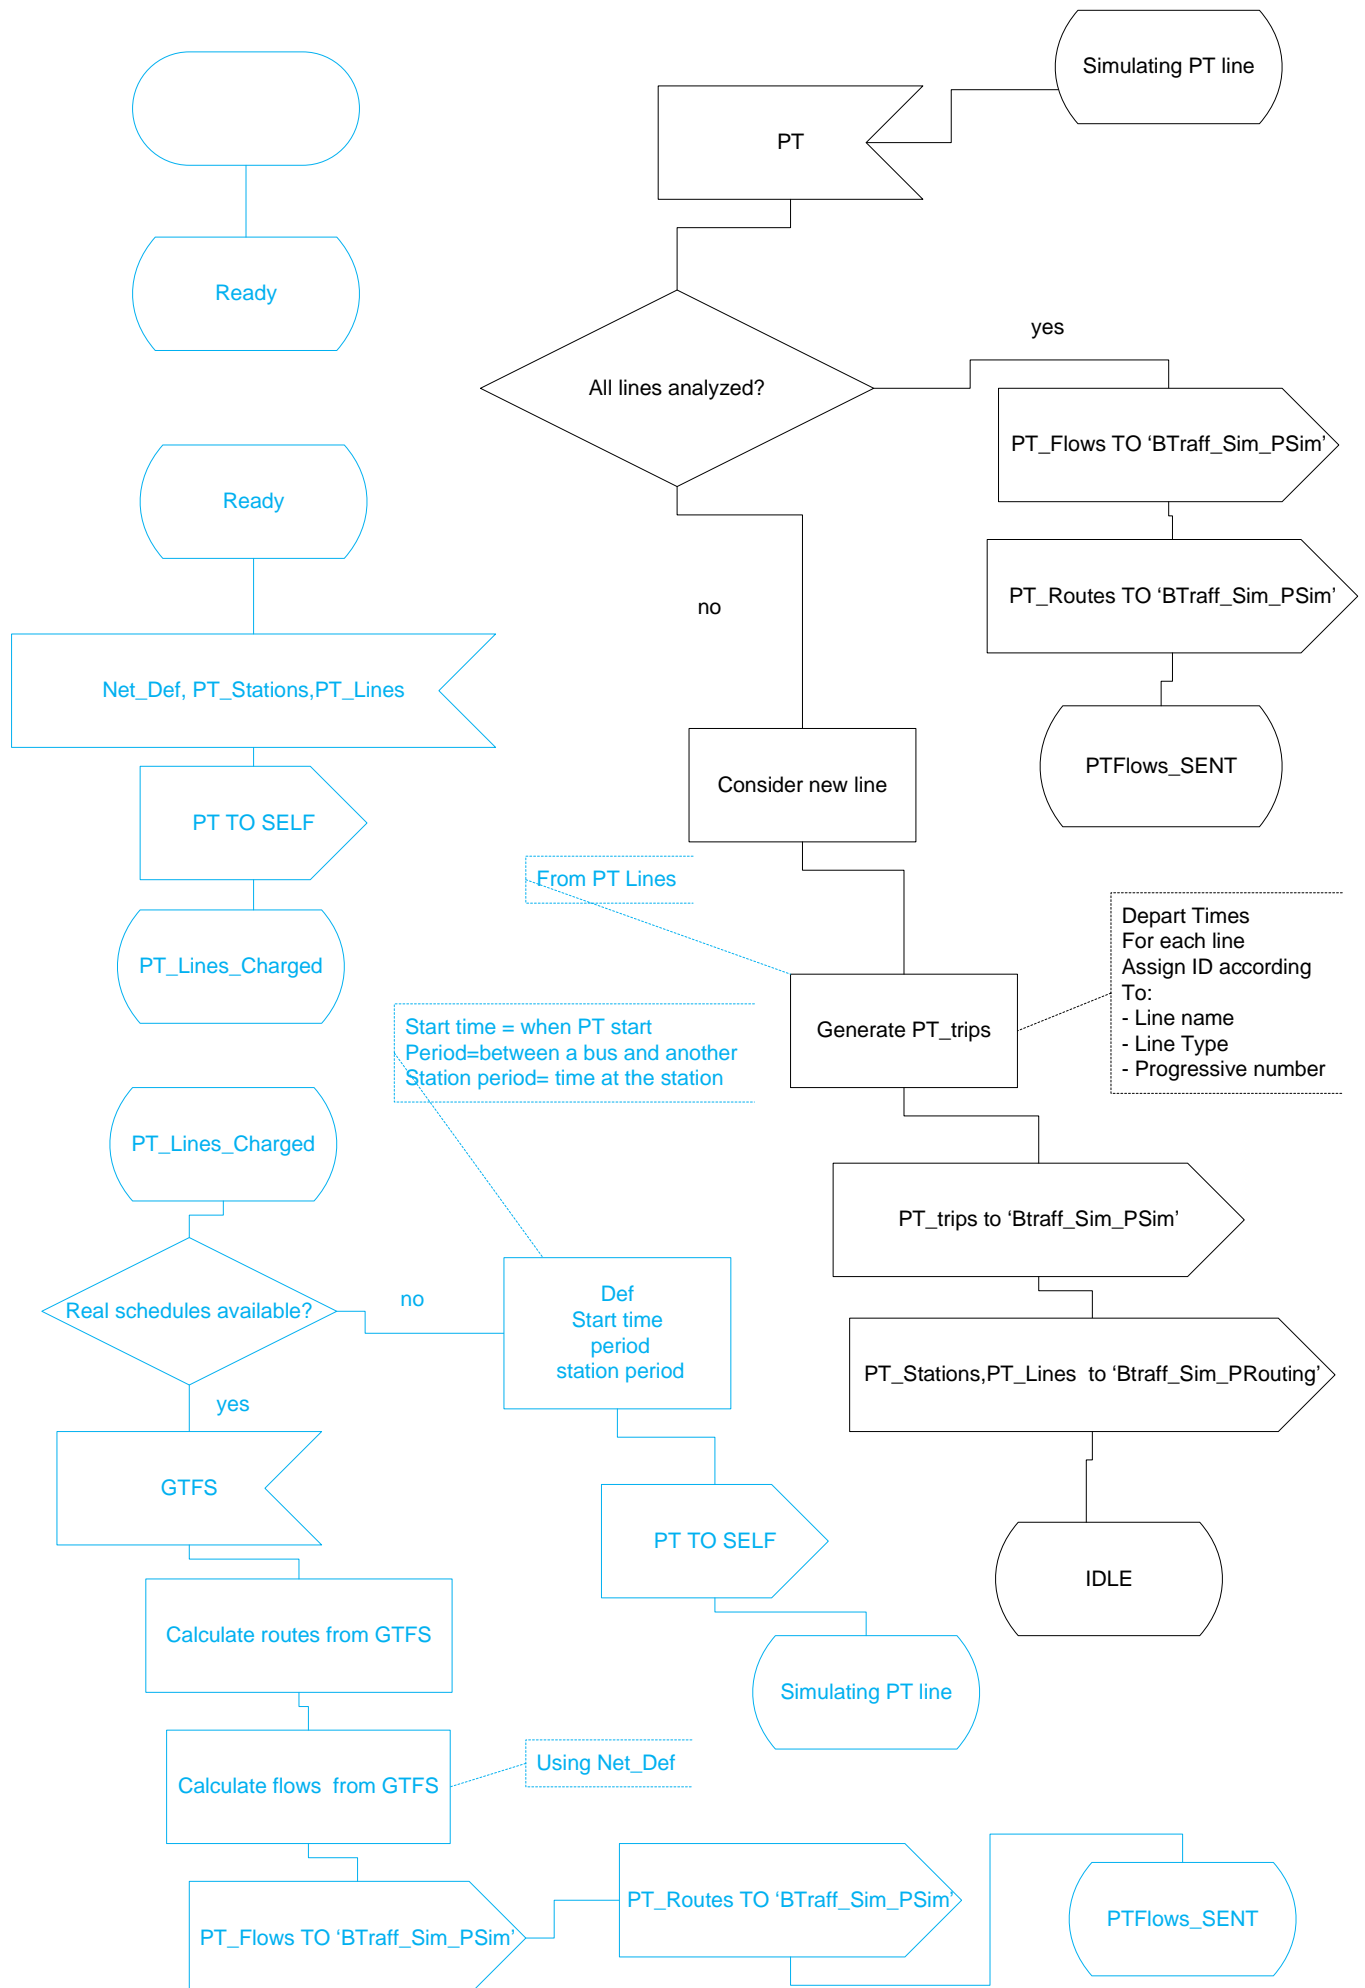 Simulating PT line
PT
Ready
yes
All lines analyzed?
PT_Flows TO ‘BTraff_Sim_PSim’
Ready
PT_Routes TO ‘BTraff_Sim_PSim’
no
Net_Def, PT_Stations,PT_Lines
PTFlows_SENT
Consider new line
PT TO SELF
From PT Lines
Depart Times
For each line
Assign ID according
To:
- Line name
- Line Type
- Progressive number
PT_Lines_Charged
Generate PT_trips
Start time = when PT start
Period=between a bus and another
Station period= time at the station
PT_Lines_Charged
PT_trips to ‘Btraff_Sim_PSim’
Real schedules available?
no
Def
Start time
period
station period
PT_Stations,PT_Lines  to ‘Btraff_Sim_PRouting’
yes
GTFS
PT TO SELF
IDLE
Calculate routes from GTFS
Simulating PT line
Calculate flows  from GTFS
Using Net_Def
PT_Flows TO ‘BTraff_Sim_PSim’
PT_Routes TO ‘BTraff_Sim_PSim’
PTFlows_SENT